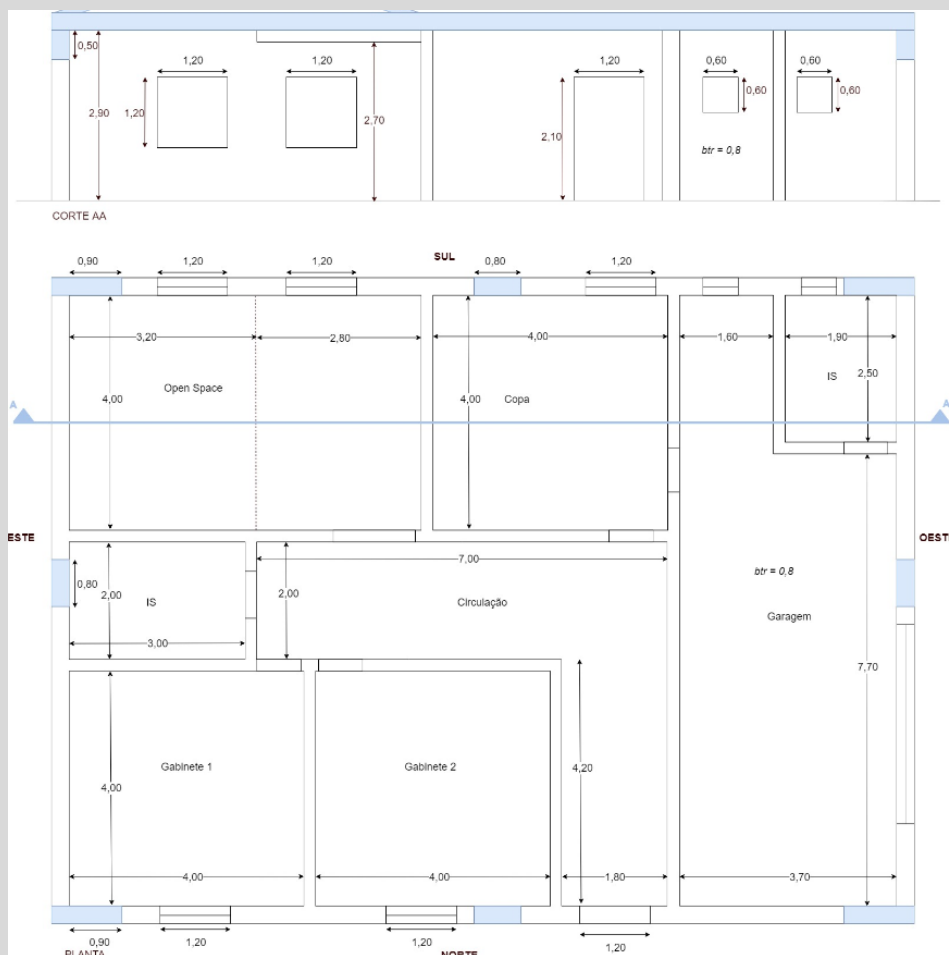 0,50
1,20
1,20
1,20
0,60
0,60
2,90
1,20
2,70
2,10
0,60
0,60
btr = 0,8
CORTE AA
SUL
0,90
1,20
1,20
0,80
1,20
3,20
2,80
4,00
1,60
1,90
Open Space
IS
2,50
4,00
4,00
Copa
A
A
ESTE
OESTE
7,00
0,80
2,00
2,00
btr = 0,8
IS
Circulação
Garagem
3,00
7,70
Gabinete 1
Gabinete 2
4,20
4,00
4,00
4,00
1,80
3,70
0,90
1,20
1,20
1,20
PLANTA
NORTE